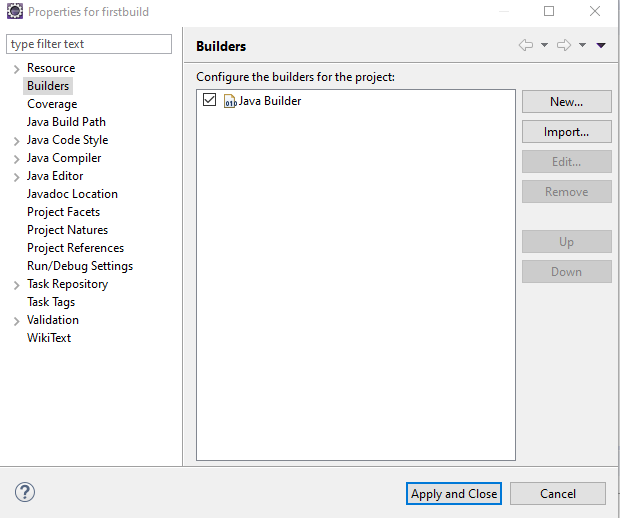 Properties for firstbuild
type filter text
Resource
Builders
Coverage
Java Build Path
Java Code Style
Java Compiler
Java Editor
Javadoc Location
Project Facets
Project Natures
Project References
Run/Debug Settings
Task Repository
Task Tags
Validation
WikiText
Builders
Configure the builders for the project:
Java Builder
New...
Import...
Edit...
Remove
Up
Down
Apply and Close
Cancel